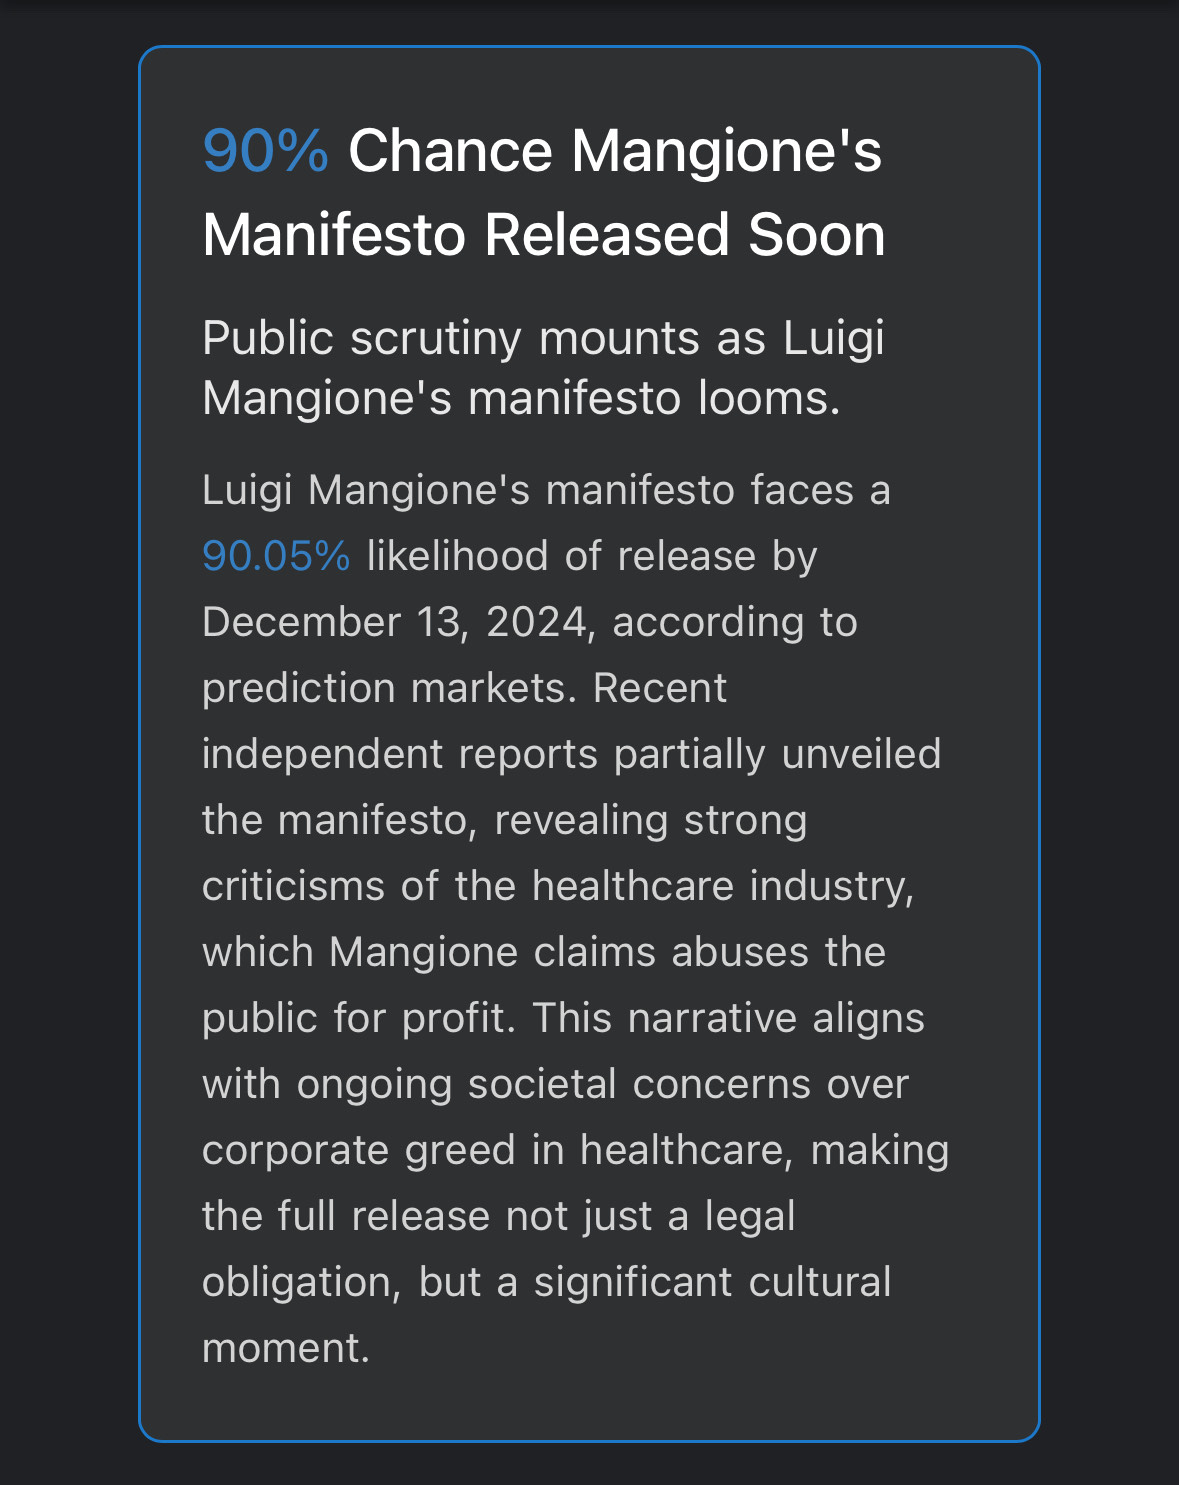 90% Chance Mangione's
Manifesto Released Soon
Public scrutiny mounts as Luigi
Mangione's manifesto looms.
Luigi Mangione's manifesto faces a
90.05% likelihood of release by
December 13, 2024, according to
prediction markets. Recent
independent reports partially unveiled
the manifesto, revealing strong
criticisms of the healthcare industry,
which Mangione claims abuses the
public for profit. This narrative aligns
with ongoing societal concerns over
corporate greed in healthcare, making
the full release not just a legal
obligation, but a significant cultural
moment.